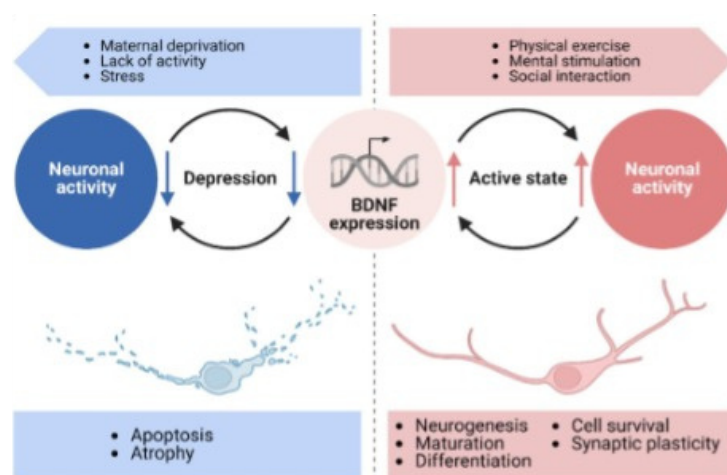 • Maternal deprivation
• Lack of activity
• Stress
• Physical exercise
• Mental stimulation
• Social interaction
Neuronal
activity
Depression
BDNF
expression
Active state
Neuronal
activity
• Apoptosis
• Atrophy
• Neurogenesis
• Maturation
• Differentiation
• Cell survival
• Synaptic plasticity